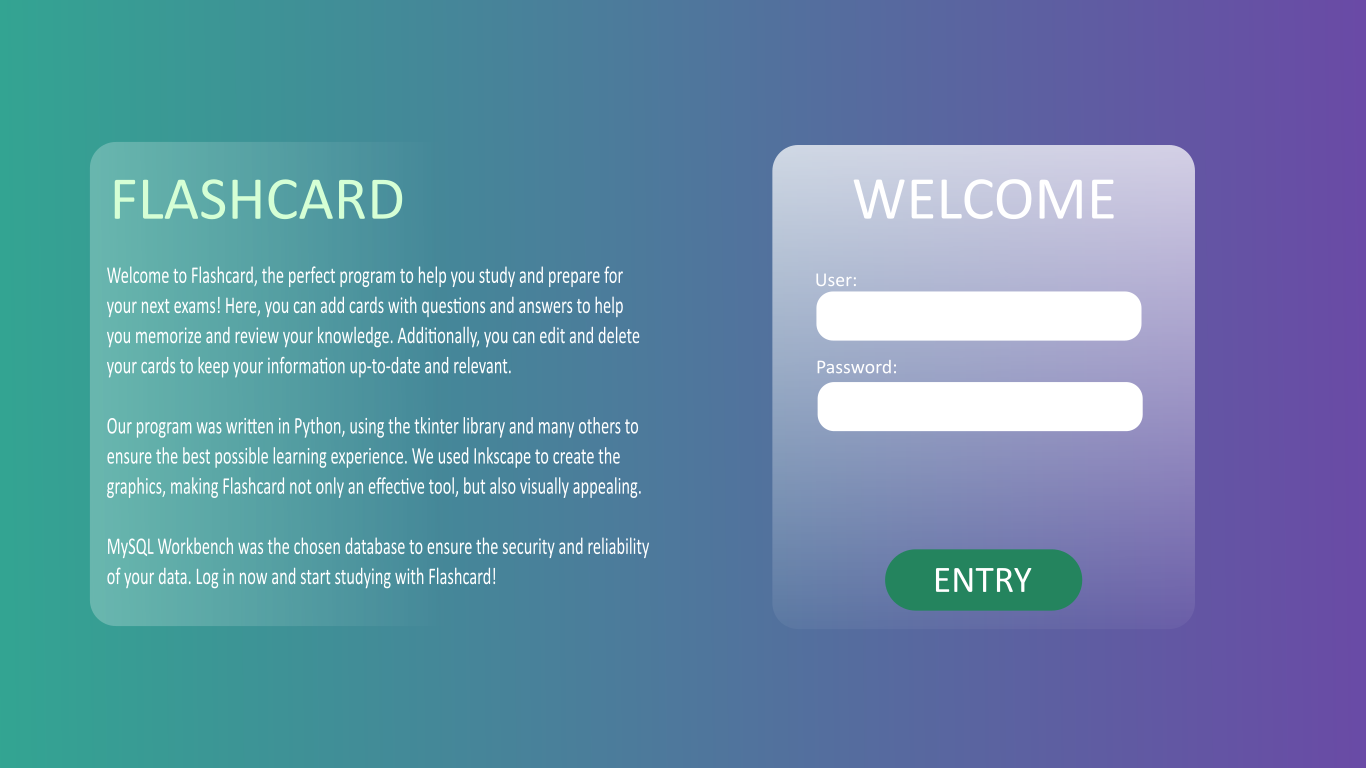 FLASHCARD
Welcome to Flashcard, the perfect program to help you study and prepare for
your next exams! Here, you can add cards with questions and answers to help
you memorize and review your knowledge. Additionally, you can edit and delete
your cards to keep your information up-to-date and relevant.
Our program was written in Python, using the tkinter library and many others to
ensure the best possible learning experience. We used Inkscape to create the
graphics, making Flashcard not only an effective tool, but also visually appealing.
MySQL Workbench was the chosen database to ensure the security and reliability
of your data. Log in now and start studying with Flashcard!
WELCOME
User:
Password:
ENTRY